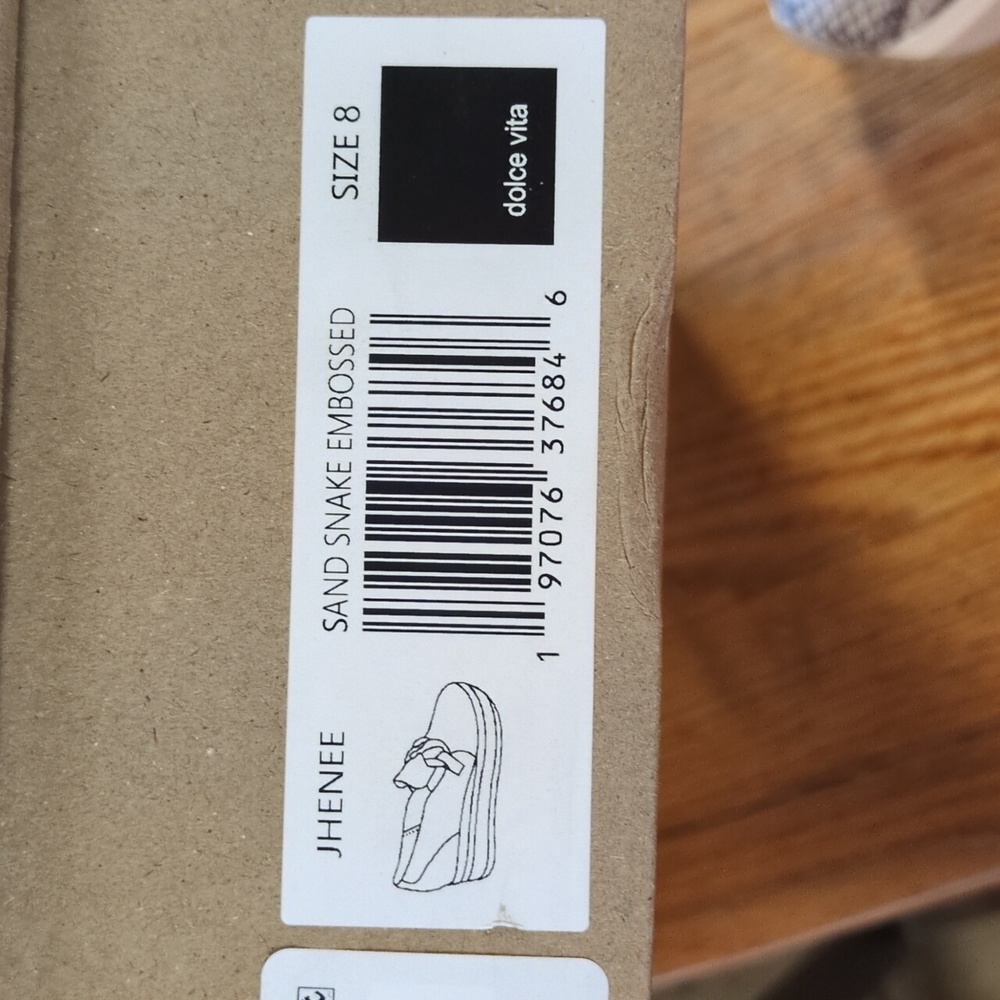 JHENEE SAND SNAKE EMBOSSED SIZE 8
1 97076 37684 6
dolce vita